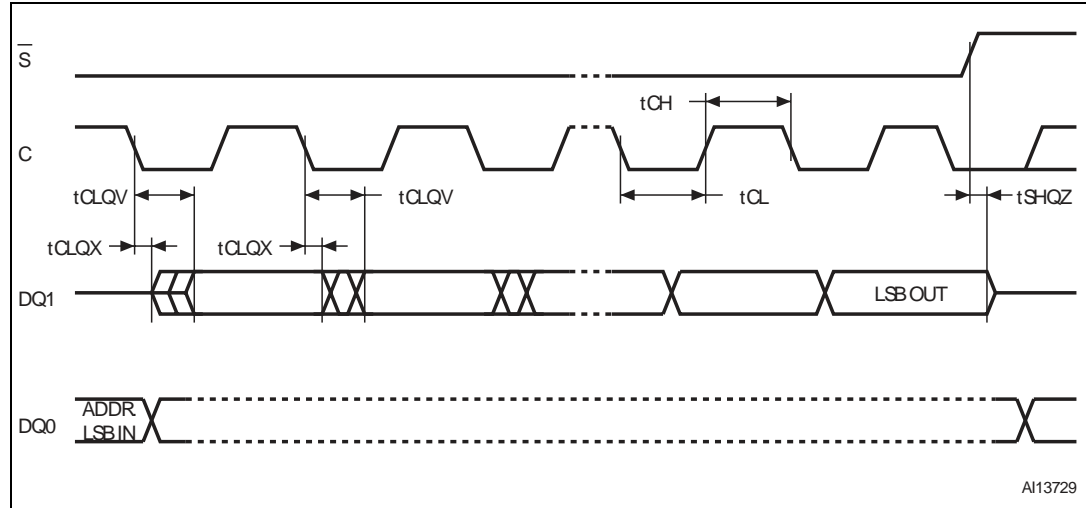 S
tCH
C
tCLQV
tCLQV
tCL
tSHQZ
tCLQX
tCLQX
DQ1
LSB OUT
ADDR.
DQ0
LSB IN
AI13729